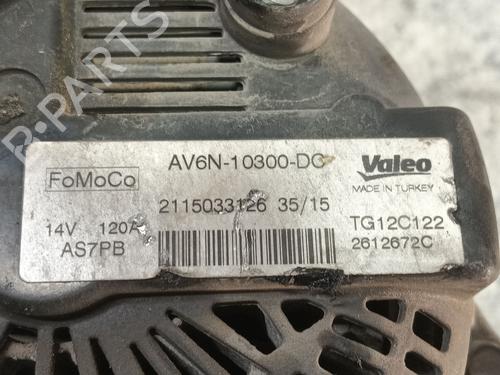 B-PARTS
FoMoCo
AV6N-10300-DC
Valeo
MADE IN TURKEY
2115033126 35/15
14V 120A
AS7PB
TG12C122
2612672C